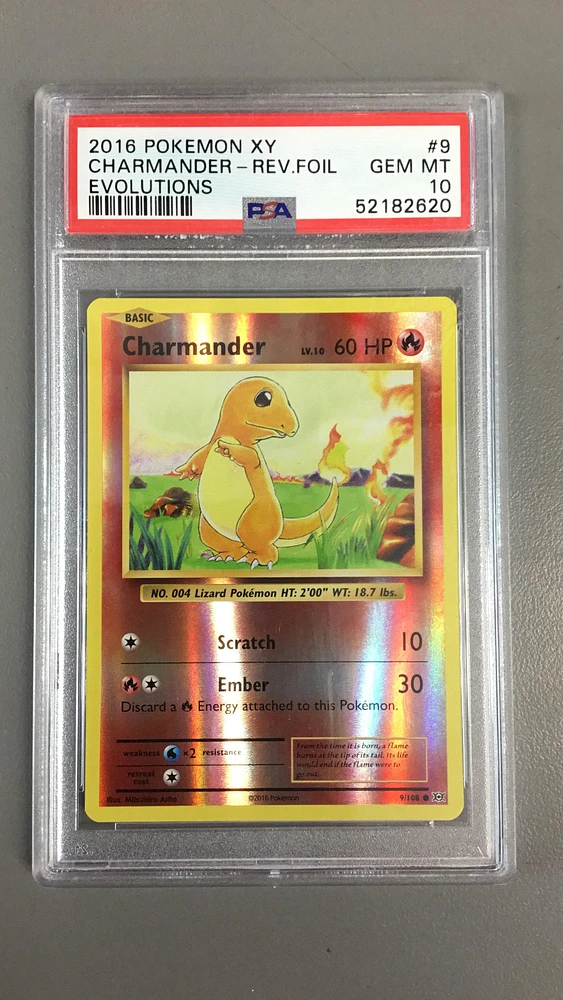 2016 POKEMON XY #9
CHARMANDER - REV.FOIL GEM MT
EVOLUTIONS 10
PSA 52182620
BASIC
Charmander LV.10 60 HP
NO. 004 Lizard Pokémon HT: 2'00" WT: 18.7 lbs.
Scratch 10
Ember 30
Discard a Energy attached to this Pokémon.
weakness ×2 resistance
retreat cost
From the time it is born, a flame
burns at the tip of its tail. Its life
would end if the flame were to
go out.
Illus. Mitsuhiro Arita ©2016 Pokémon 9/108